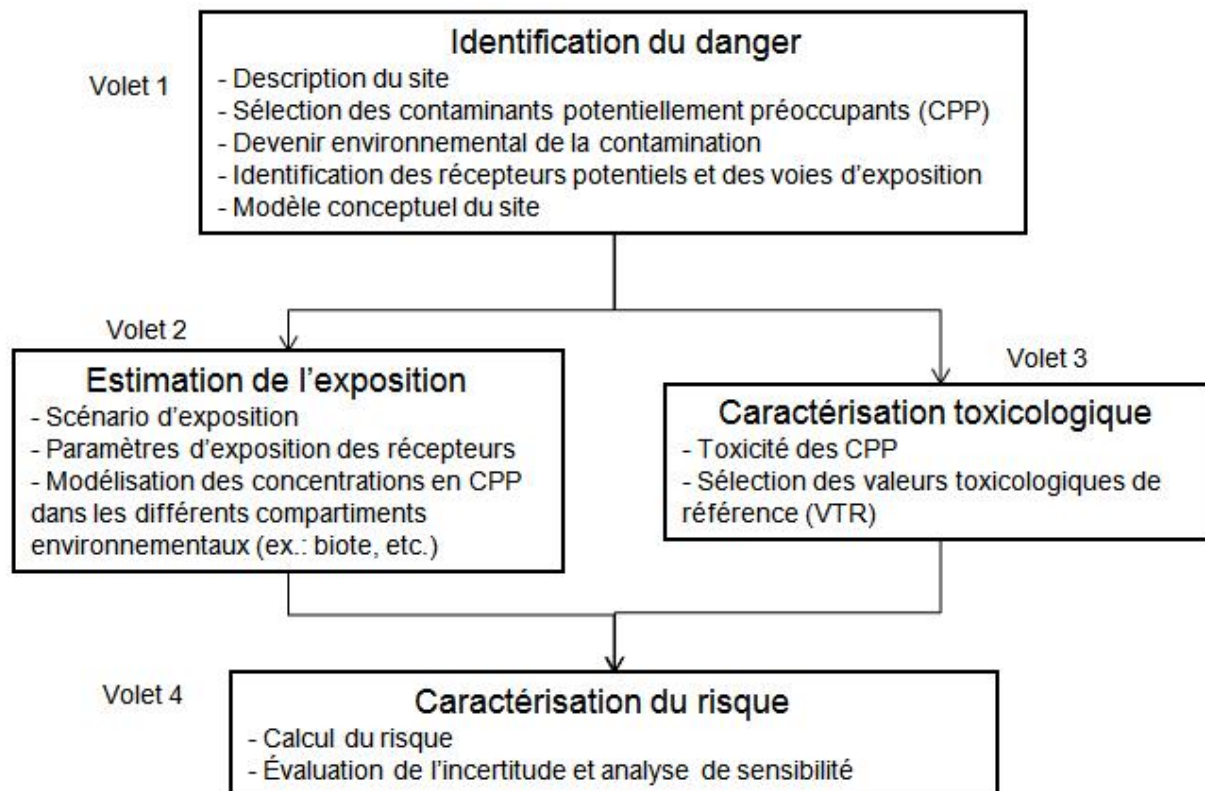 Identification du danger
Volet 1
- Description du site
- Sélection des contaminants potentiellement préoccupants (CPP)
- Devenir environnemental de la contamination
- Identification des récepteurs potentiels et des voies d'exposition
- Modèle conceptuel du site
Volet 2
Estimation de l'exposition
- Scénario d'exposition
- Paramètres d'exposition des récepteurs
- Modélisation des concentrations en CPP
dans les différents compartiments
environnementaux (ex.: biote, etc.)
Volet 3
Caractérisation toxicologique
- Toxicité des CPP
- Sélection des valeurs toxicologiques de
référence (VTR)
Volet 4
Caractérisation du risque
- Calcul du risque
- Évaluation de l'incertitude et analyse de sensibilité